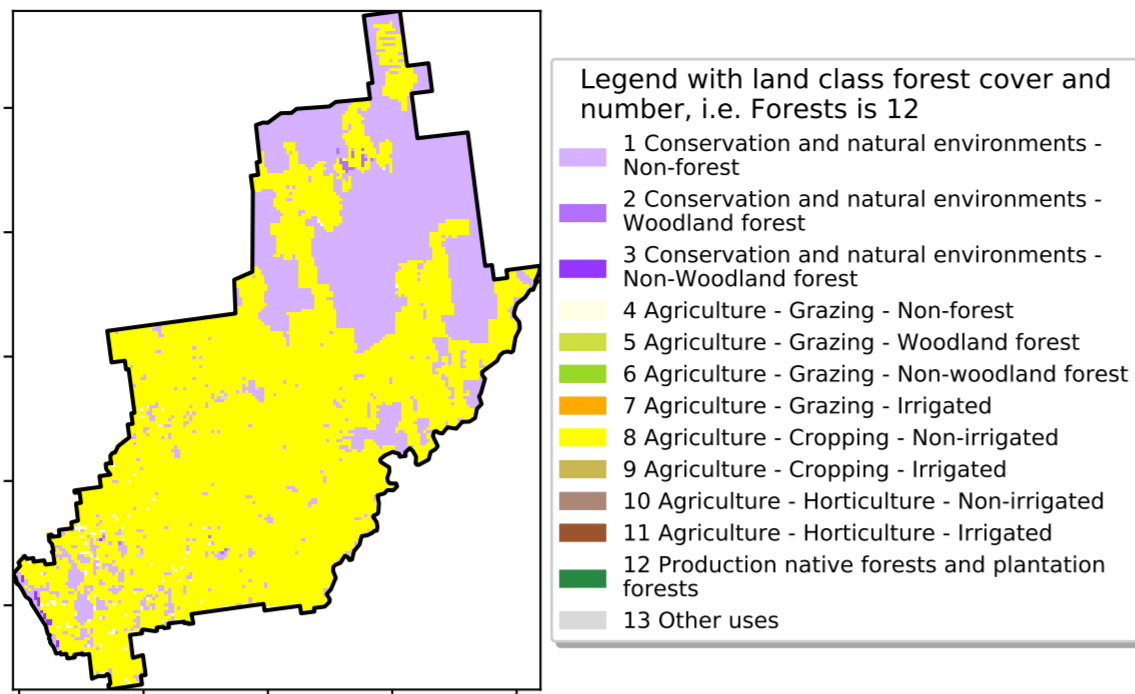 Legend with land class forest cover and
number, i.e. Forests is 12
1 Conservation and natural environments -
Non-forest
2 Conservation and natural environments -
Woodland forest
3 Conservation and natural environments -
Non-Woodland forest
4 Agriculture - Grazing - Non-forest
5 Agriculture - Grazing - Woodland forest
6 Agriculture - Grazing - Non-woodland forest
7 Agriculture - Grazing - Irrigated
8 Agriculture - Cropping - Non-irrigated
9 Agriculture - Cropping - Irrigated
10 Agriculture - Horticulture - Non-irrigated
11 Agriculture - Horticulture - Irrigated
12 Production native forests and plantation
forests
13 Other uses